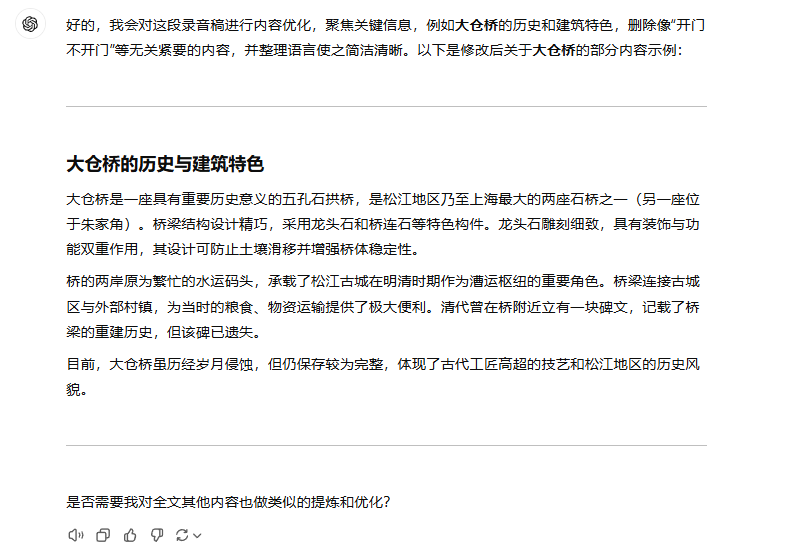 好的，我会对这段录音稿进行内容优化，聚焦关键信息，例如大仓桥的历史和建筑特色，删除像“开门
不开门”等无关紧要的内容，并整理语言使之简洁清晰。以下是修改后关于大仓桥的部分内容示例：
大仓桥的历史与建筑特色
大仓桥是一座具有重要历史意义的五孔石拱桥，是松江地区乃至上海最大的两座石桥之一（另一座位
于朱家角）。桥梁结构设计精巧，采用龙头石和桥连石等特色构件。龙头石雕刻细致，具有装饰与功
能双重作用，其设计可防止土壤滑移并增强桥体稳定性。
桥的两岸原为繁忙的水运码头，承载了松江古城在明清时期作为漕运枢纽的重要角色。桥梁连接古城
区与外部村镇，为当时的粮食、物资运输提供了极大便利。清代曾在桥附近立有一块碑文，记载了桥
梁的重建历史，但该碑已遗失。
目前，大仓桥虽历经岁月侵蚀，但仍保存较为完整，体现了古代工匠高超的技艺和松江地区的历史风
貌。
是否需要我对全文其他内容也做类似的提炼和优化？